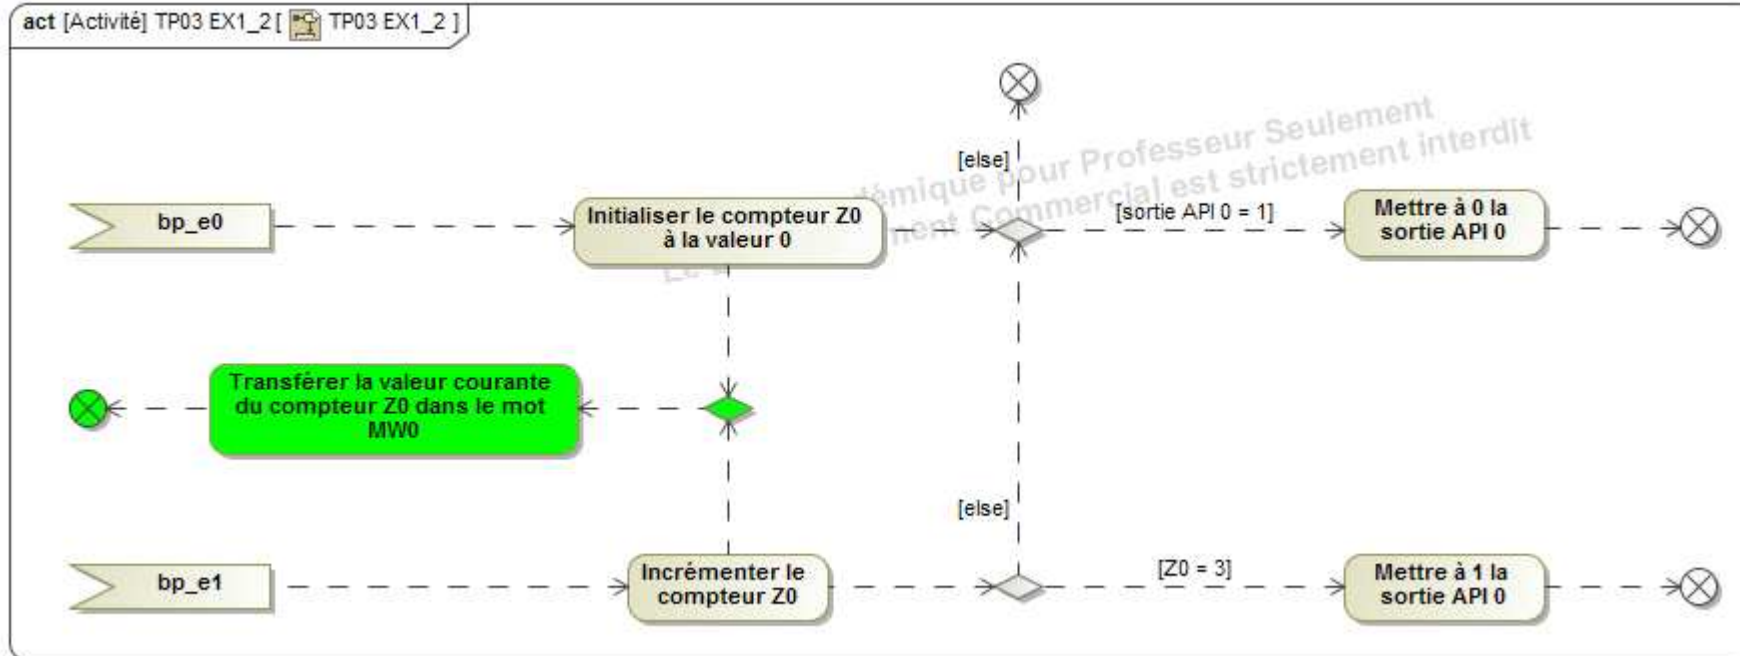 act [Activité] TP03 EX1_2 [ TP03 EX1_2 ]
[else]
démique pour Professeur Seulement
ment Commercial est strictement interdit
Le
bp_e0
Initialiser le compteur Z0
à la valeur 0
[sortie API 0 = 1]
Mettre à 0 la
sortie API 0
Transférer la valeur courante
du compteur Z0 dans le mot
MW0
[else]
bp_e1
Incrémenter le
compteur Z0
[Z0 = 3]
Mettre à 1 la
sortie API 0